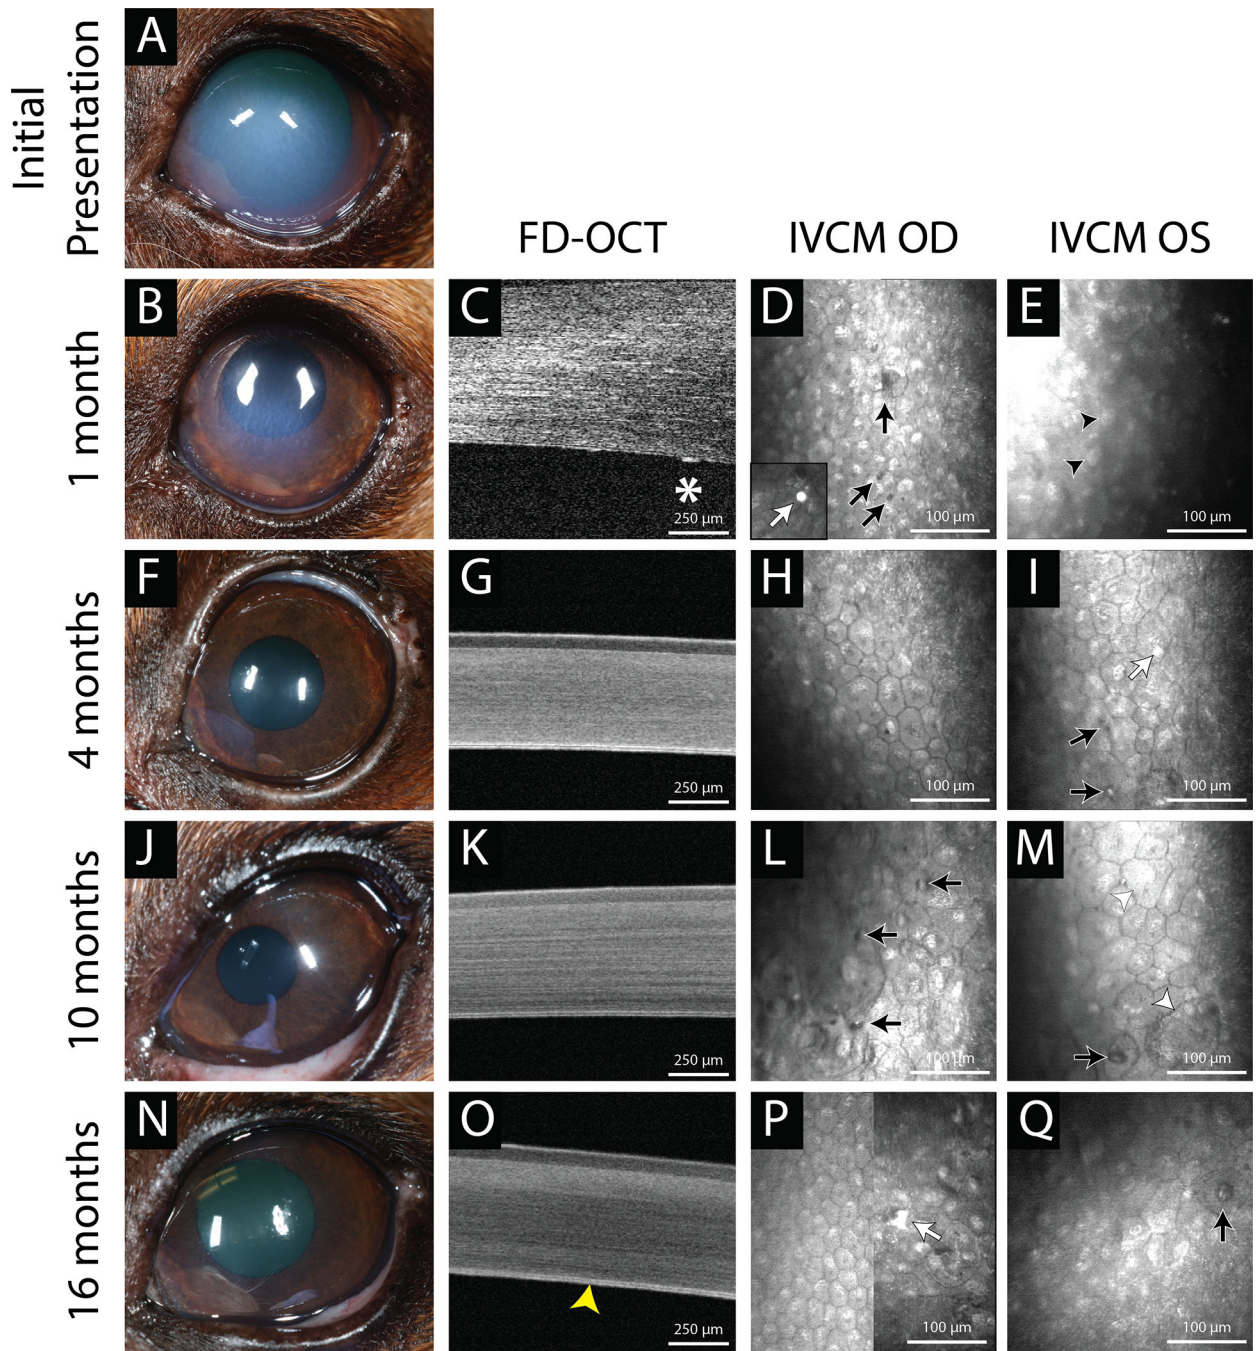 Initial
Presentation
A
FD-OCT
IVCM OD
IVCM OS
1 month
B
C
*
250 µm
D
100 µm
E
100 µm
4 months
F
G
250 µm
H
100 µm
I
100 µm
10 months
J
K
250 µm
L
100 µm
M
100 µm
16 months
N
O
250 µm
P
100 µm
Q
100 µm